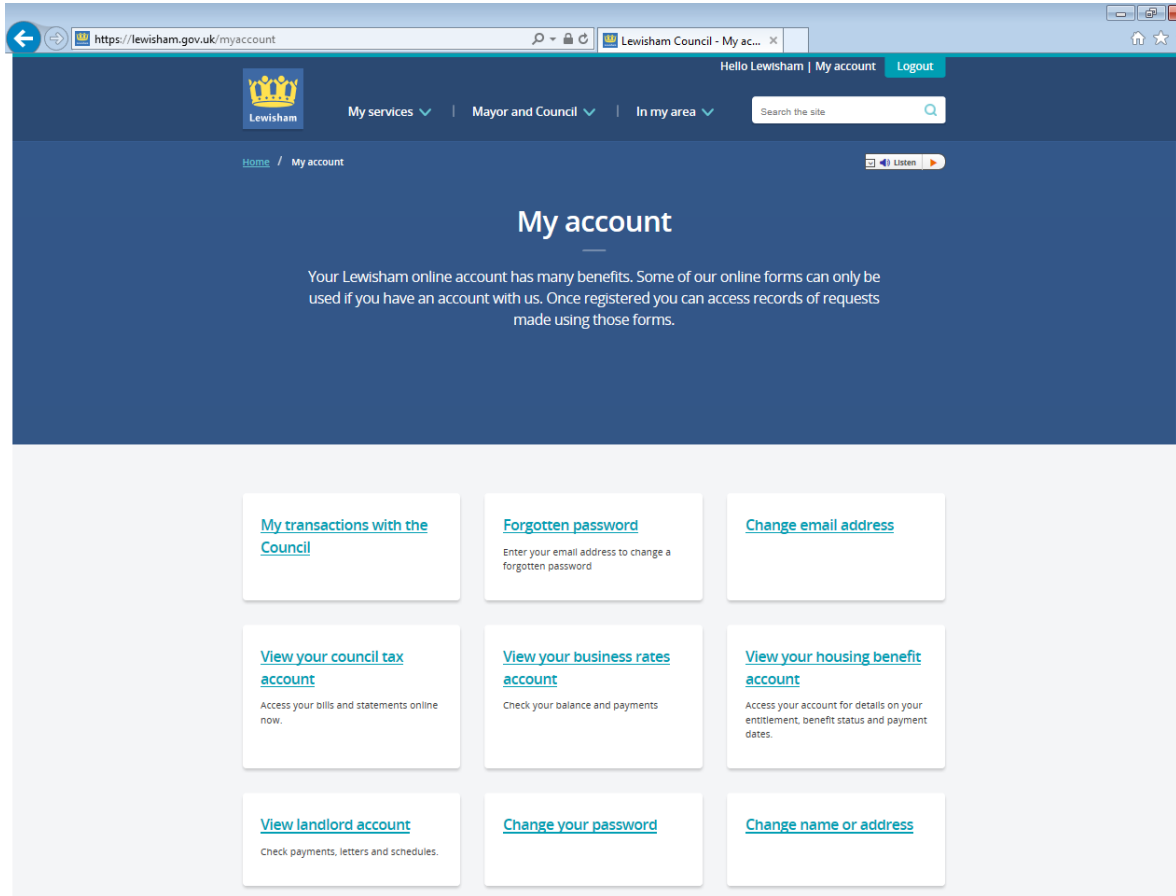 https://lewisham.gov.uk/myaccount
Lewisham Council - My ac...
Hello Lewisham | My account
Logout
Lewisham
My services
|
Mayor and Council
|
In my area
Search the site
Home / My account
Listen
My account
Your Lewisham online account has many benefits. Some of our online forms can only be
used if you have an account with us. Once registered you can access records of requests
made using those forms.
My transactions with the
Council
Forgotten password
Enter your email address to change a
forgotten password
Change email address
View your council tax
account
Access your bills and statements online
now.
View your business rates
account
Check your balance and payments
View your housing benefit
account
Access your account for details on your
entitlement, benefit status and payment
dates.
View landlord account
Check payments, letters and schedules.
Change your password
Change name or address